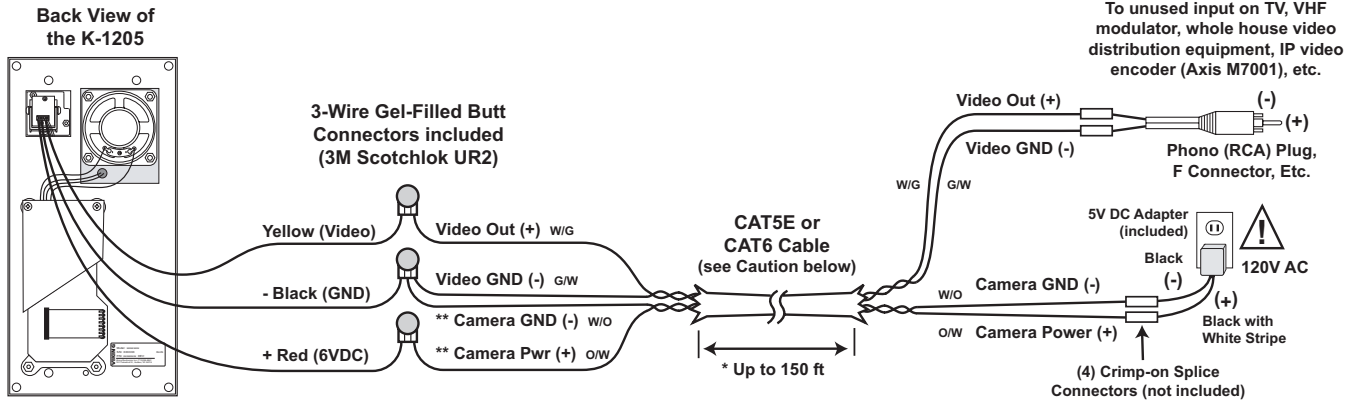 Back View of
the K-1205
3-Wire Gel-Filled Butt
Connectors included
(3M Scotchlok UR2)
Yellow (Video)
Video Out (+) W/G
- Black (GND)
Video GND (-) G/W
** Camera GND (-) W/O
+ Red (6VDC)
** Camera Pwr (+) O/W
CAT5E or
CAT6 Cable
(see Caution below)
* Up to 150 ft
To unused input on TV, VHF
modulator, whole house video
distribution equipment, IP video
encoder (Axis M7001), etc.
Video Out (+)
Video GND (-)
W/G
G/W
(-)
(+)
Phono (RCA) Plug,
F Connector, Etc.
5V DC Adapter
(included)
Black
120V AC
W/O Camera GND (-)
(-)
O/W Camera Power (+)
(+)
Black with
White Stripe
(4) Crimp-on Splice
Connectors (not included)